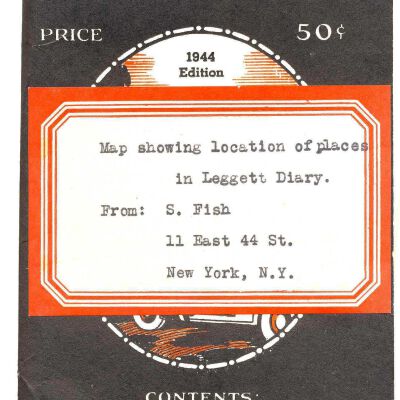 PRICE 50¢
1944
Edition
Map showing location of places
in Leggett Diary.
From: S. Fish
11 East 44 St.
New York, N.Y.
CONTENTS: